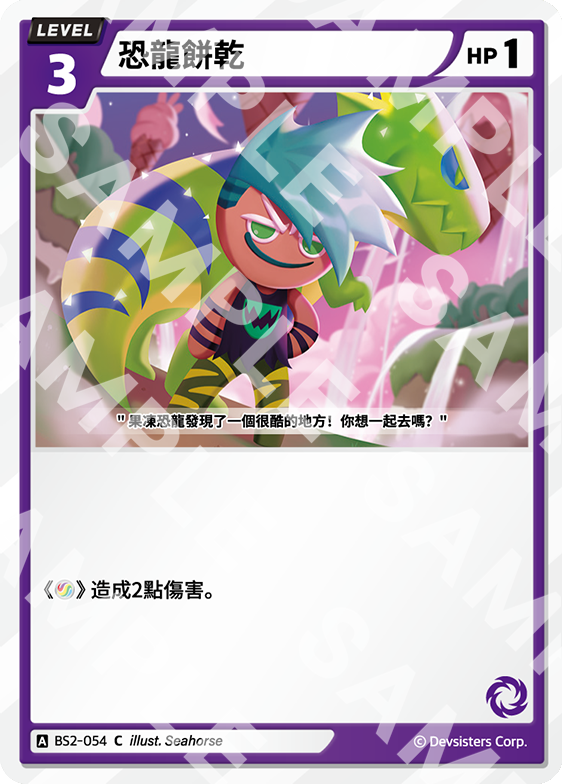 LEVEL
3
恐龍餅乾
HP 1
" 果凍恐龍發現了一個很酷的地方！你想一起去嗎？"
《》造成2點傷害。
A BS2-054 C illust. Seahorse
© Devsisters Corp.
SAMPLE